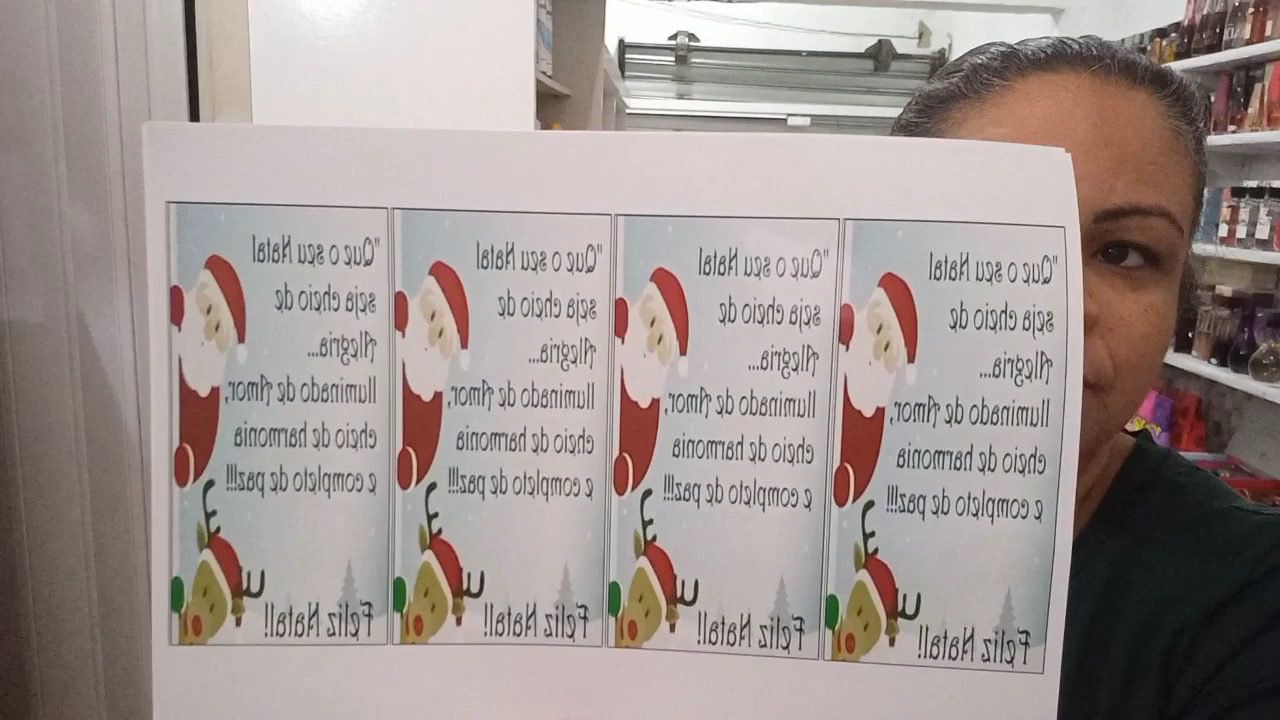 "Que o seu Natal
seja cheio de
Alegria...
Iluminado de Amor,
cheio de harmonia
e completo de paz!!!
Feliz Natal!!
"Que o seu Natal
seja cheio de
Alegria...
Iluminado de Amor,
cheio de harmonia
e completo de paz!!!
Feliz Natal!!
"Que o seu Natal
seja cheio de
Alegria...
Iluminado de Amor,
cheio de harmonia
e completo de paz!!!
Feliz Natal!!
"Que o seu Natal
seja cheio de
Alegria...
Iluminado de Amor,
cheio de harmonia
e completo de paz!!!
Feliz Natal!!